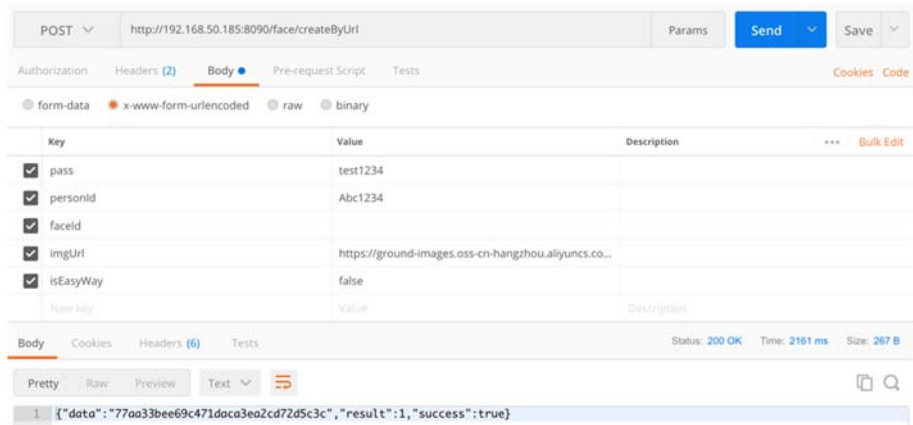 POST http://192.168.50.185:8090/face/createByUrl Params Send Save
Authorization Headers (2) Body Pre-request Script Tests Cookies Code
form-data x-www-form-urlencoded raw binary
Key Value Description ••• Bulk Edit
pass test1234
personId Abc1234
faceId
imgUrl https://ground-images.oss-cn-hangzhou.aliyuncs.co...
isEasyWay false
New key Value Description
Body Cookies Headers (6) Tests Status: 200 OK Time: 2161 ms Size: 267 B
Pretty Raw Preview Text
1 {"data":"77aa33bee69c471daca3ea2cd72d5c3c","result":1,"success":true}